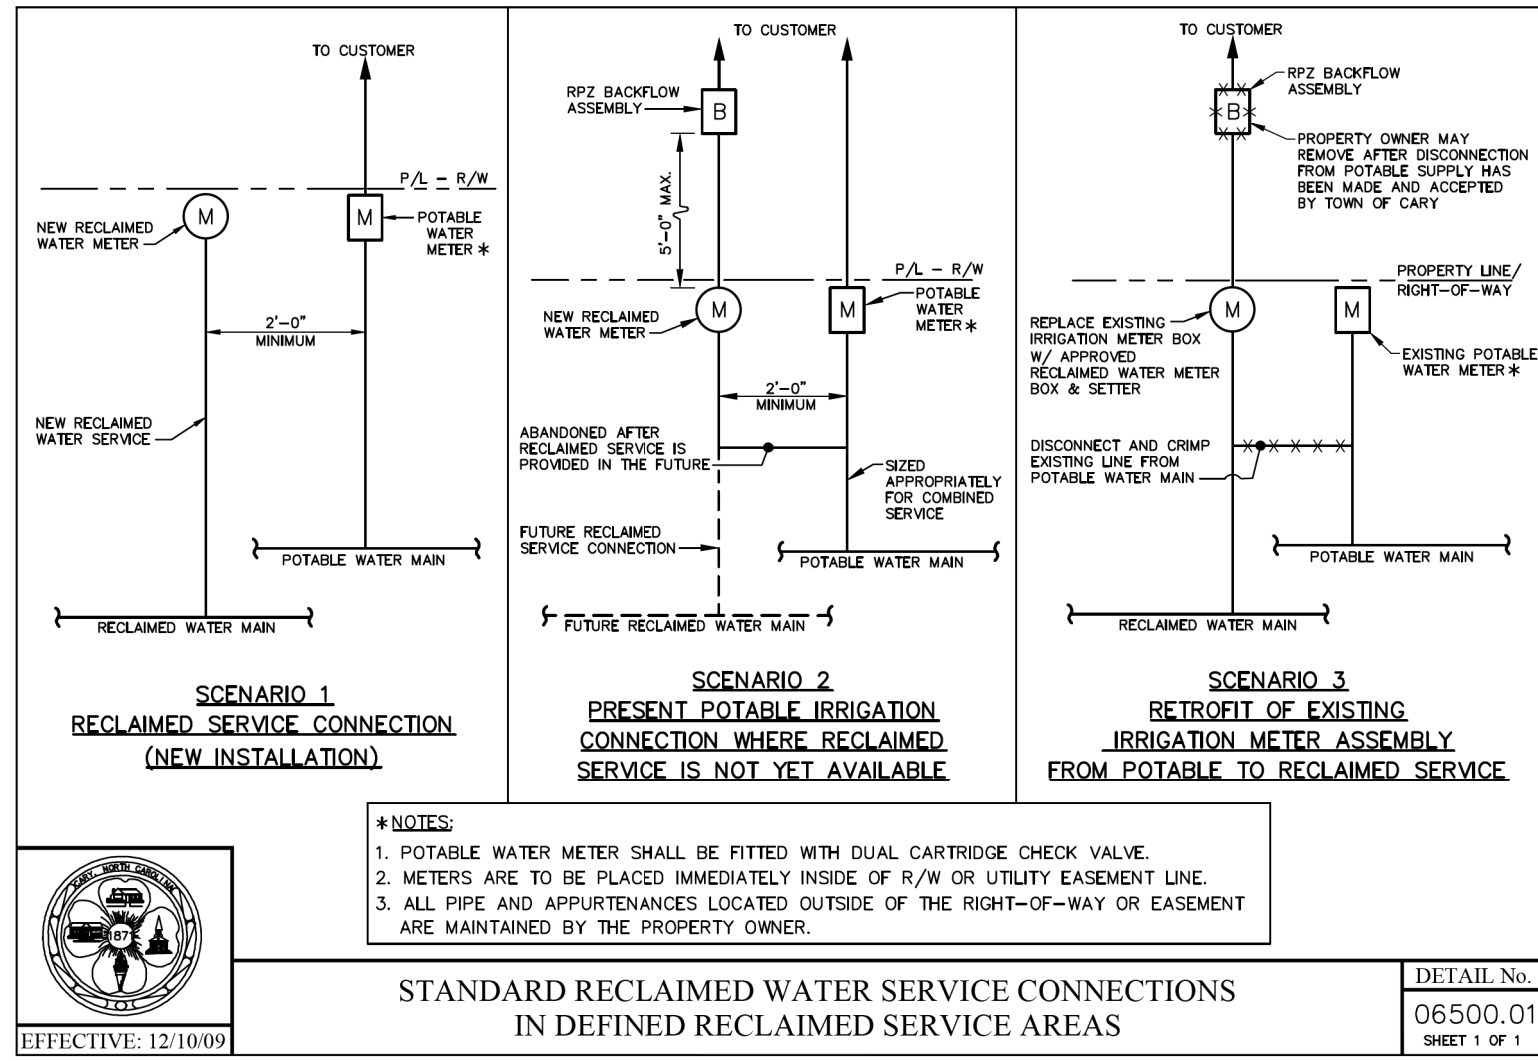 TO CUSTOMER
P/L – R/W
M
M
NEW RECLAIMED
WATER METER
POTABLE
WATER
METER *
2'–0"
MINIMUM
NEW RECLAIMED
WATER SERVICE
POTABLE WATER MAIN
RECLAIMED WATER MAIN
SCENARIO 1
RECLAIMED SERVICE CONNECTION
(NEW INSTALLATION)
TO CUSTOMER
RPZ BACKFLOW
ASSEMBLY
B
5'–0" MAX.
P/L – R/W
NEW RECLAIMED
WATER METER
M
M
POTABLE
WATER
METER *
2'–0"
MINIMUM
ABANDONED AFTER
RECLAIMED SERVICE IS
PROVIDED IN THE FUTURE
SIZED
APPROPRIATELY
FOR COMBINED
SERVICE
FUTURE RECLAIMED
SERVICE CONNECTION
POTABLE WATER MAIN
FUTURE RECLAIMED WATER MAIN
SCENARIO 2
PRESENT POTABLE IRRIGATION
CONNECTION WHERE RECLAIMED
SERVICE IS NOT YET AVAILABLE
TO CUSTOMER
RPZ BACKFLOW
ASSEMBLY
B
PROPERTY OWNER MAY
REMOVE AFTER DISCONNECTION
FROM POTABLE SUPPLY HAS
BEEN MADE AND ACCEPTED
BY TOWN OF CARY
PROPERTY LINE/
RIGHT–OF–WAY
M
M
REPLACE EXISTING
IRRIGATION METER BOX
W/ APPROVED
RECLAIMED WATER METER
BOX & SETTER
EXISTING POTABLE
WATER METER *
DISCONNECT AND CRIMP
EXISTING LINE FROM
POTABLE WATER MAIN
POTABLE WATER MAIN
RECLAIMED WATER MAIN
SCENARIO 3
RETROFIT OF EXISTING
IRRIGATION METER ASSEMBLY
FROM POTABLE TO RECLAIMED SERVICE
* NOTES:
1. POTABLE WATER METER SHALL BE FITTED WITH DUAL CARTRIDGE CHECK VALVE.
2. METERS ARE TO BE PLACED IMMEDIATELY INSIDE OF R/W OR UTILITY EASEMENT LINE.
3. ALL PIPE AND APPURTENANCES LOCATED OUTSIDE OF THE RIGHT–OF–WAY OR EASEMENT
ARE MAINTAINED BY THE PROPERTY OWNER.
CARY, NORTH CAROLINA
1871
EFFECTIVE: 12/10/09
STANDARD RECLAIMED WATER SERVICE CONNECTIONS
IN DEFINED RECLAIMED SERVICE AREAS
DETAIL No.
06500.01
SHEET 1 OF 1